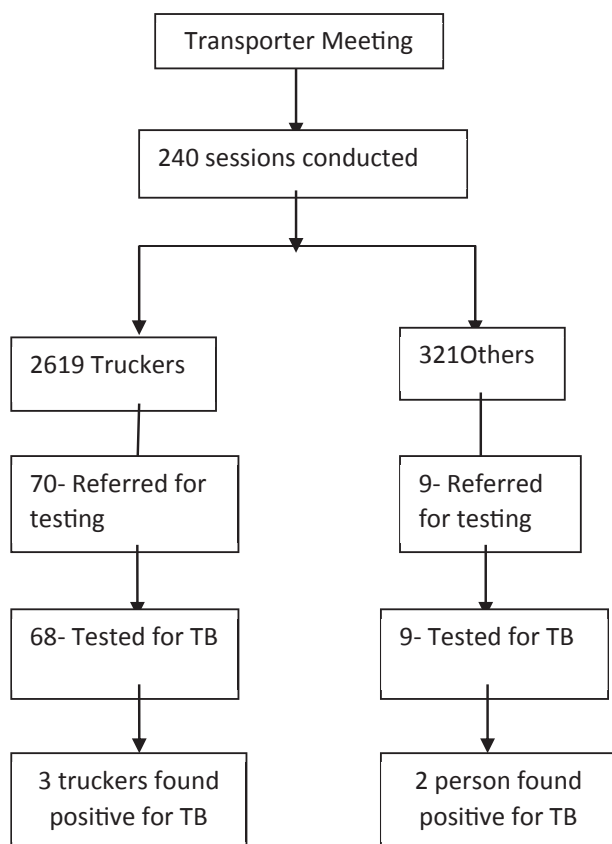 Transporter Meeting
240 sessions conducted
2619 Truckers
321Others
70- Referred for
testing
9- Referred
for testing
68- Tested for TB
9- Tested for TB
3 truckers found
positive for TB
2 person found
positive for TB